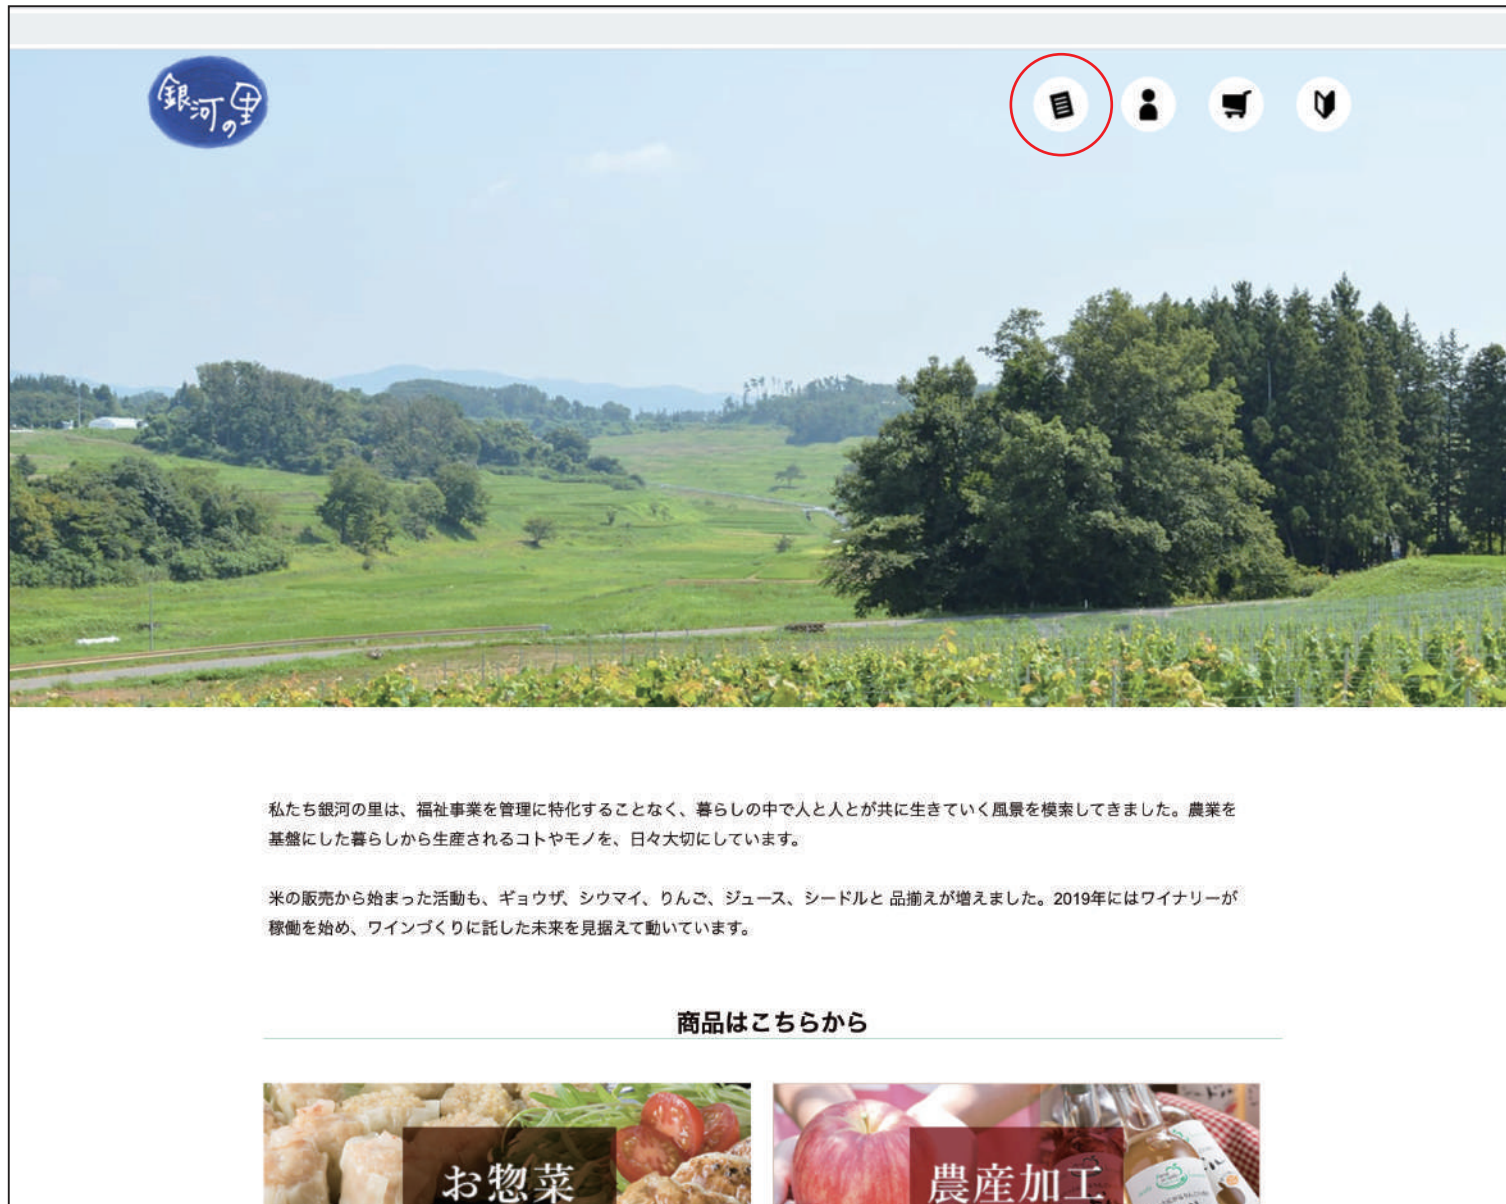 銀河の里
私たち銀河の里は、福祉事業を管理に特化することなく、暮らしの中で人と人とが共に生きていく風景を模索してきました。農業を
基盤にした暮らしから生産されるコトやモノを、日々大切にしています。
米の販売から始まった活動も、ギョウザ、シウマイ、りんご、ジュース、シードルと 品揃えが増えました。2019年にはワイナリーが
稼働を始め、ワインづくりに託した未来を見据えて動いています。
商品はこちらから
お惣菜
農産加工